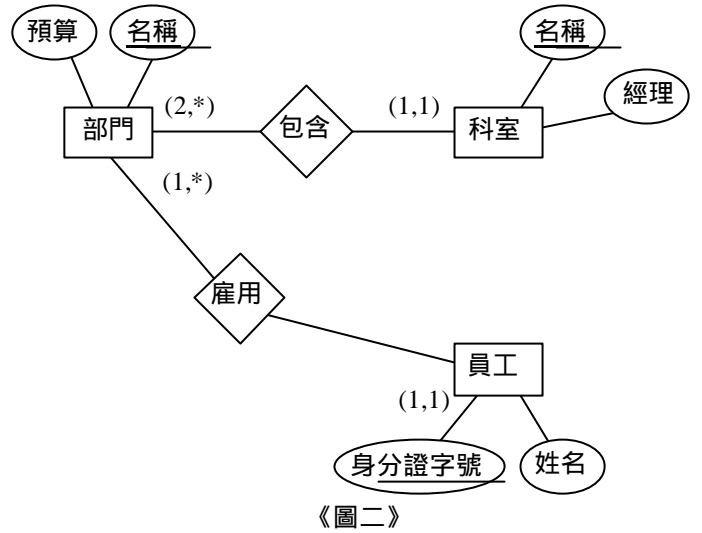 預算
名稱
名稱
經理
部門
(2,*)
包含
(1,1)
科室
(1,*)
雇用
員工
(1,1)
身分證字號
姓名
《圖二》